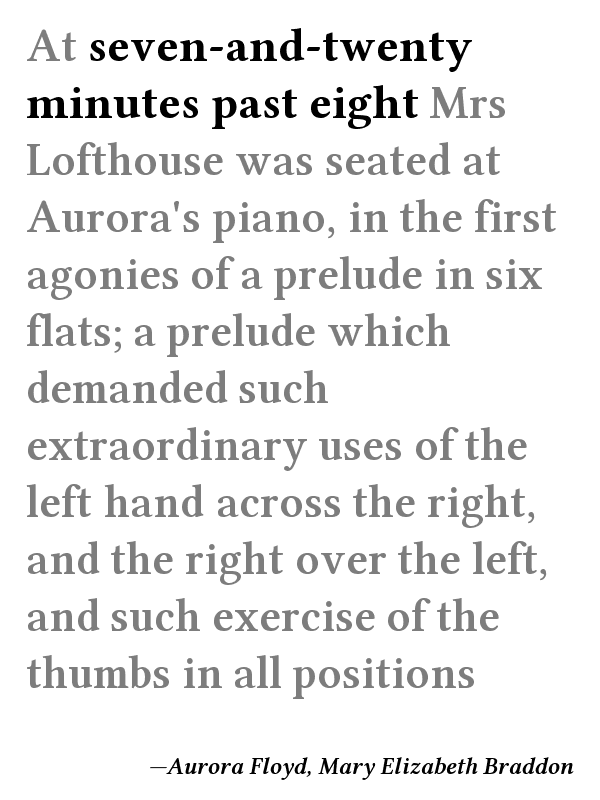 At seven-and-twenty
minutes past eight Mrs
Lofthouse was seated at
Aurora's piano, in the first
agonies of a prelude in six
flats; a prelude which
demanded such
extraordinary uses of the
left hand across the right,
and the right over the left,
and such exercise of the
thumbs in all positions
—Aurora Floyd, Mary Elizabeth Braddon